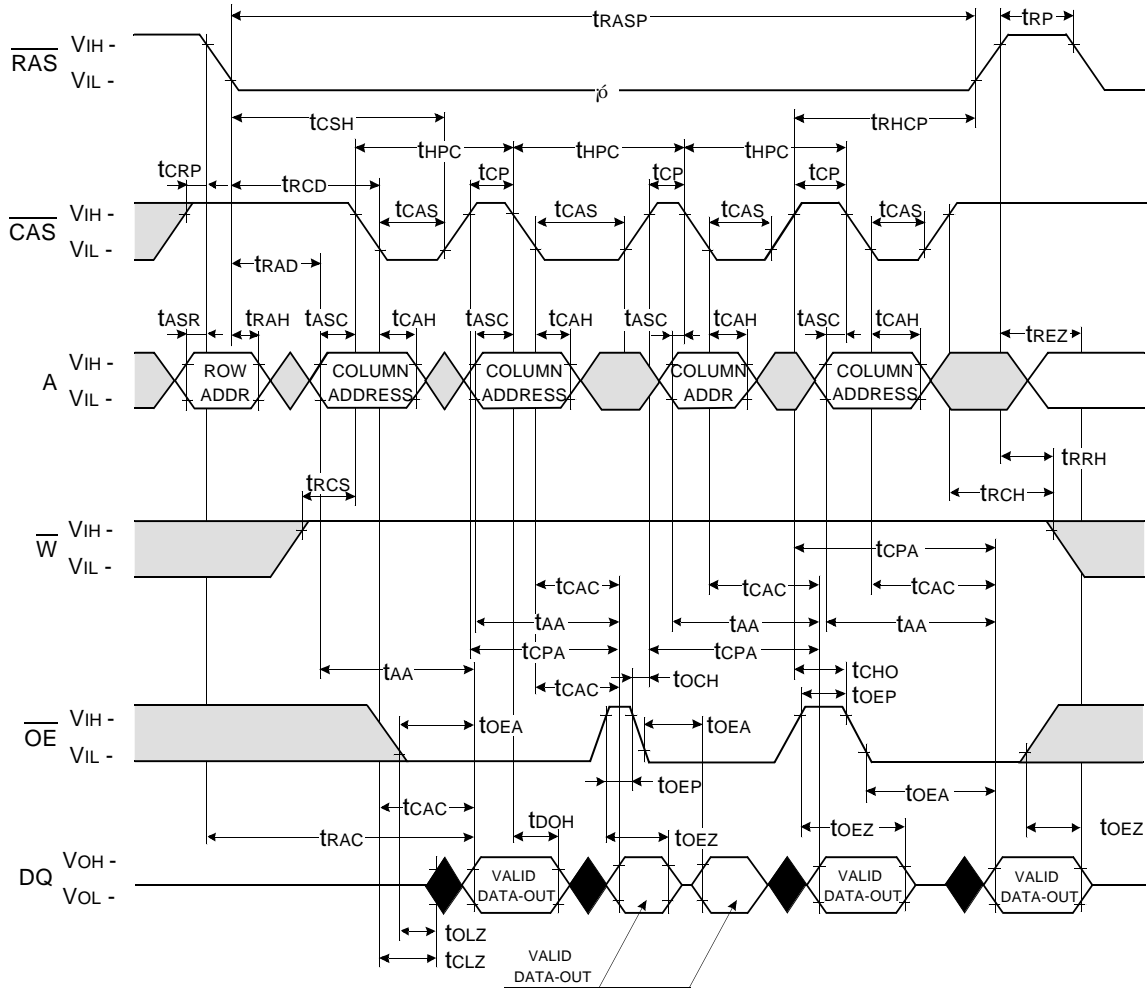 tRASP
tRP
VIH -
RAS
VIL -
ró
tCSH
tRHCP
tHPC tHPC tHPC
tCRP
tCP tCP tCP
tRCD
VIH -
CAS
tCAS tCAS tCAS tCAS
VIL -
tRAD
tASR tRAH tASC tCAH tASC tCAH tASC tCAH tASC tCAH
tREZ
VIH -
A
VIL -
ROW ADDR
COLUMN ADDRESS
COLUMN ADDRESS
COLUMN ADDR
COLUMN ADDRESS
tRRH
tRCS
tRCH
VIH -
W
VIL -
tCPA
tCAC tCAC tCAC
tAA tAA tAA
tCPA tCPA
tAA
tCHO
tCAC
tOCH
tOEP
VIH -
OE
tOEA tOEA
VIL -
tOEP
tOEA
tCAC
tDOH
tRAC
tOEZ tOEZ tOEZ
VOH -
DQ
VOL -
VALID DATA-OUT
VALID DATA-OUT
VALID DATA-OUT
tOLZ
tCLZ
VALID
DATA-OUT